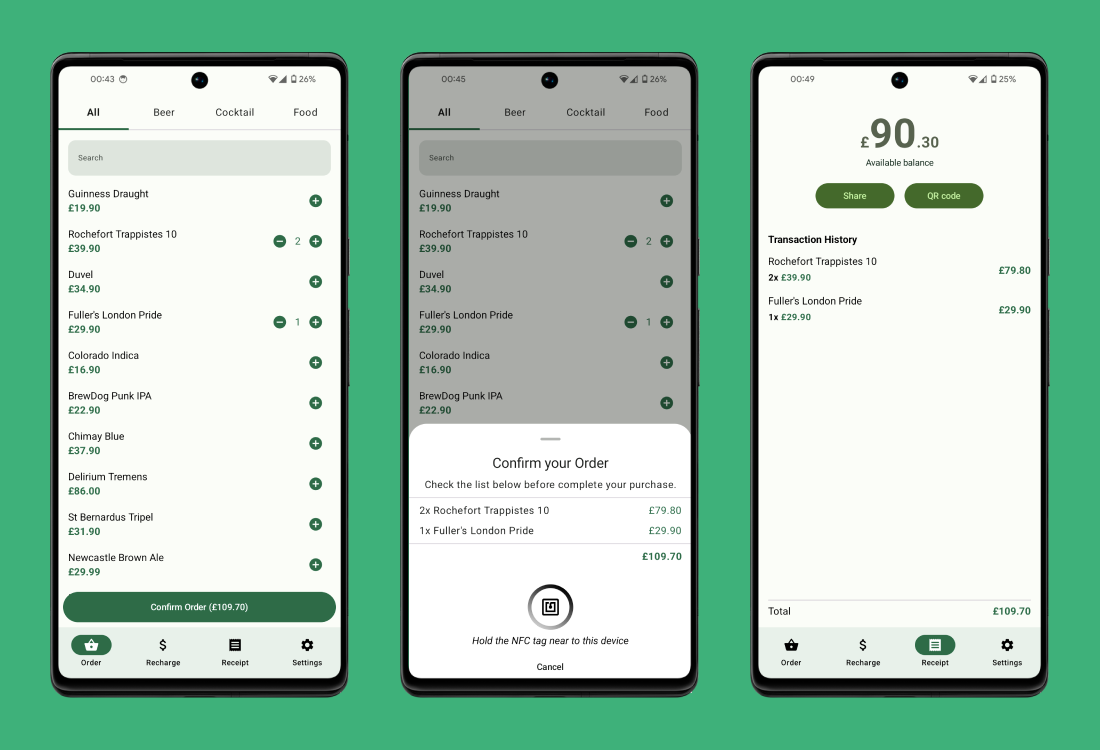 00:43 26%
All Beer Cocktail Food
Search
Guinness Draught
£19.90
Rochefort Trappistes 10
£39.90
2
Duvel
£34.90
Fuller's London Pride
£29.90
1
Colorado Indica
£16.90
BrewDog Punk IPA
£22.90
Chimay Blue
£37.90
Delirium Tremens
£86.00
St Bernardus Tripel
£31.90
Newcastle Brown Ale
£29.99
Confirm Order (£109.70)
Order Recharge Receipt Settings
00:45 26%
All Beer Cocktail Food
Search
Guinness Draught
£19.90
Rochefort Trappistes 10
£39.90
2
Duvel
£34.90
Fuller's London Pride
£29.90
1
Colorado Indica
£16.90
BrewDog Punk IPA
£22.90
Confirm your Order
Check the list below before complete your purchase.
2x Rochefort Trappistes 10 £79.80
1x Fuller's London Pride £29.90
£109.70
Hold the NFC tag near to this device
Cancel
00:49 25%
£90.30
Available balance
Share QR code
Transaction History
Rochefort Trappistes 10
2x £39.90
£79.80
Fuller's London Pride
1x £29.90
£29.90
Total £109.70
Order Recharge Receipt Settings